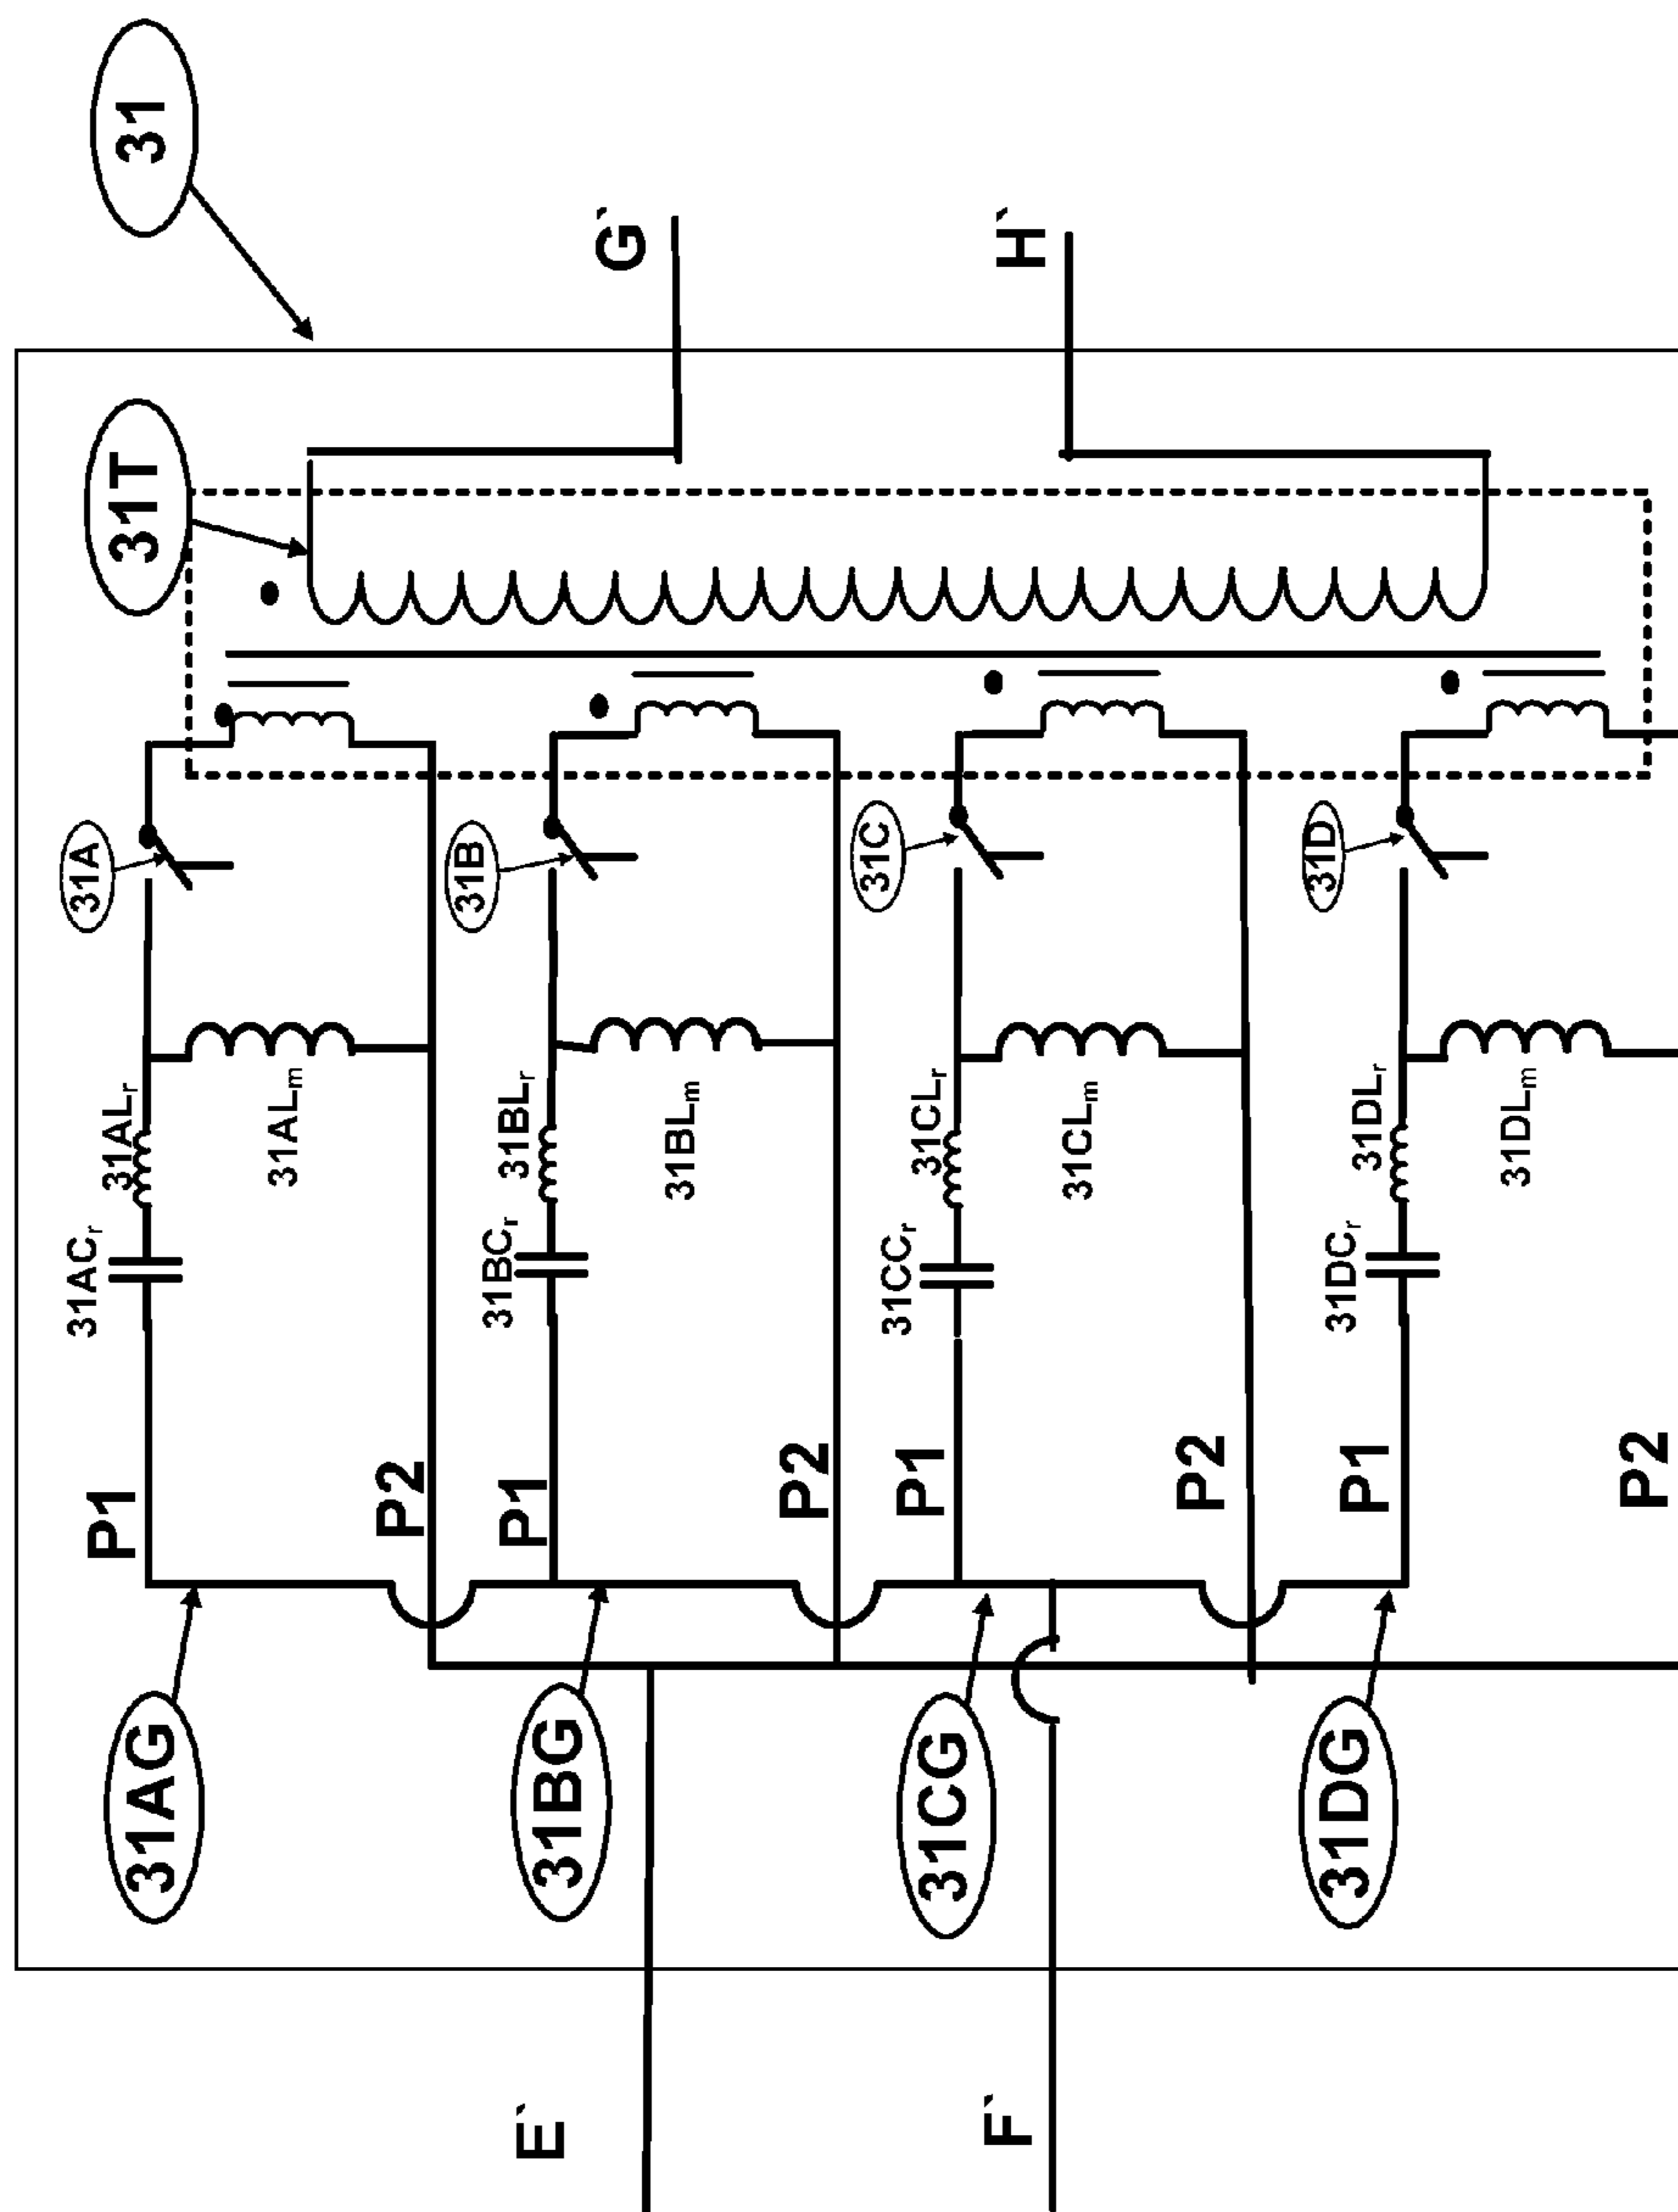 31
G`
H`
31T
31A
31B
31C
31D
31ALr
31ALm
31BLr
31BLm
31CLr
31CLm
31DLr
31DLm
31ACr
31BCr
31CCr
31DCr
P1
P2
P1
P2
P1
P2
P1
P2
31AG
31BG
31CG
31DG
E`
F`